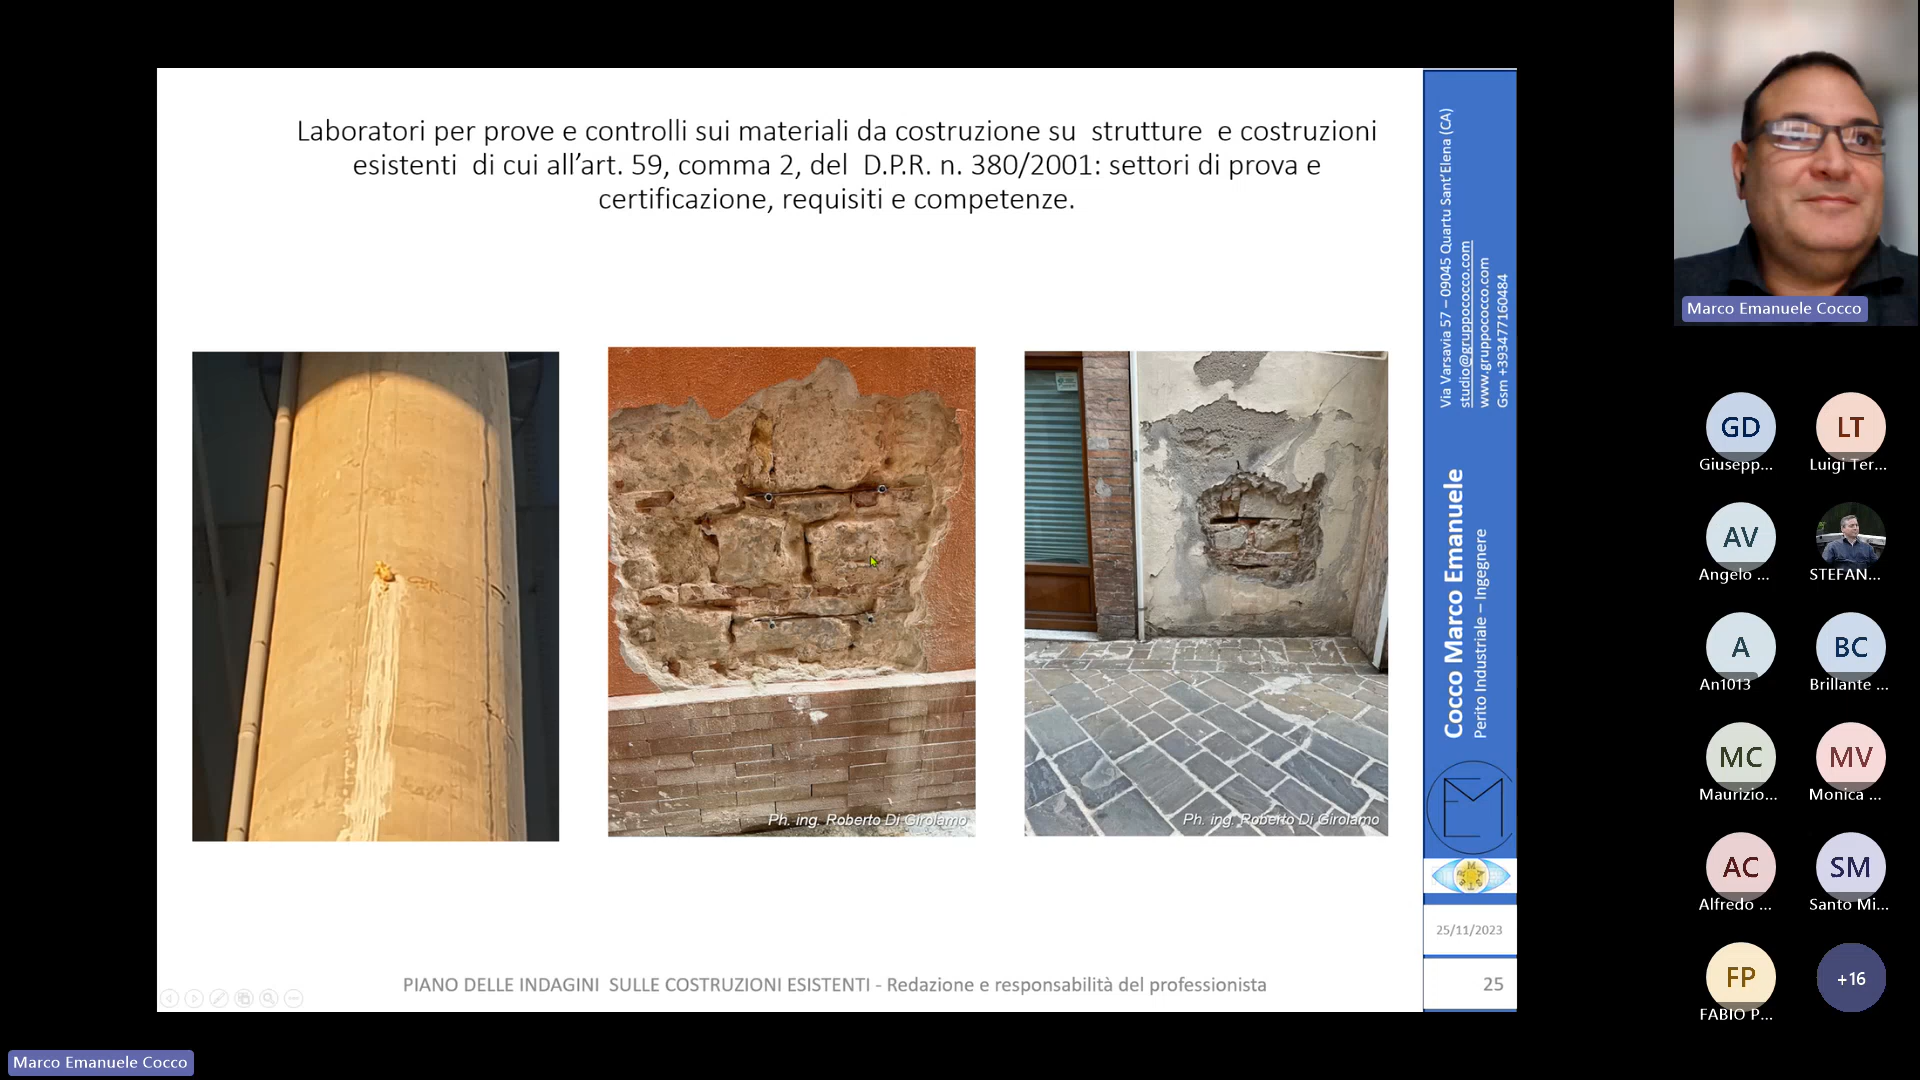 Laboratori per prove e controlli sui materiali da costruzione su strutture e costruzioni
esistenti di cui all’art. 59, comma 2, del D.P.R. n. 380/2001: settori di prova e
certificazione, requisiti e competenze.
Ph. ing. Roberto Di Girolamo
Ph. ing. Roberto Di Girolamo
PIANO DELLE INDAGINI SULLE COSTRUZIONI ESISTENTI - Redazione e responsabilità del professionista
Via Varsavia 57 – 09045 Quartu Sant’Elena (CA)
studio@gruppococco.com
www.gruppococco.com
Gsm +393477160484
Cocco Marco Emanuele
Perito Industriale – Ingegnere
25/11/2023
25
Marco Emanuele Cocco
GD
Giusepp...
LT
Luigi Ter...
AV
Angelo ...
STEFAN...
A
An1013
BC
Brillante ...
MC
Maurizio...
MV
Monica ...
AC
Alfredo ...
SM
Santo Mi...
FP
FABIO P...
+16
Marco Emanuele Cocco